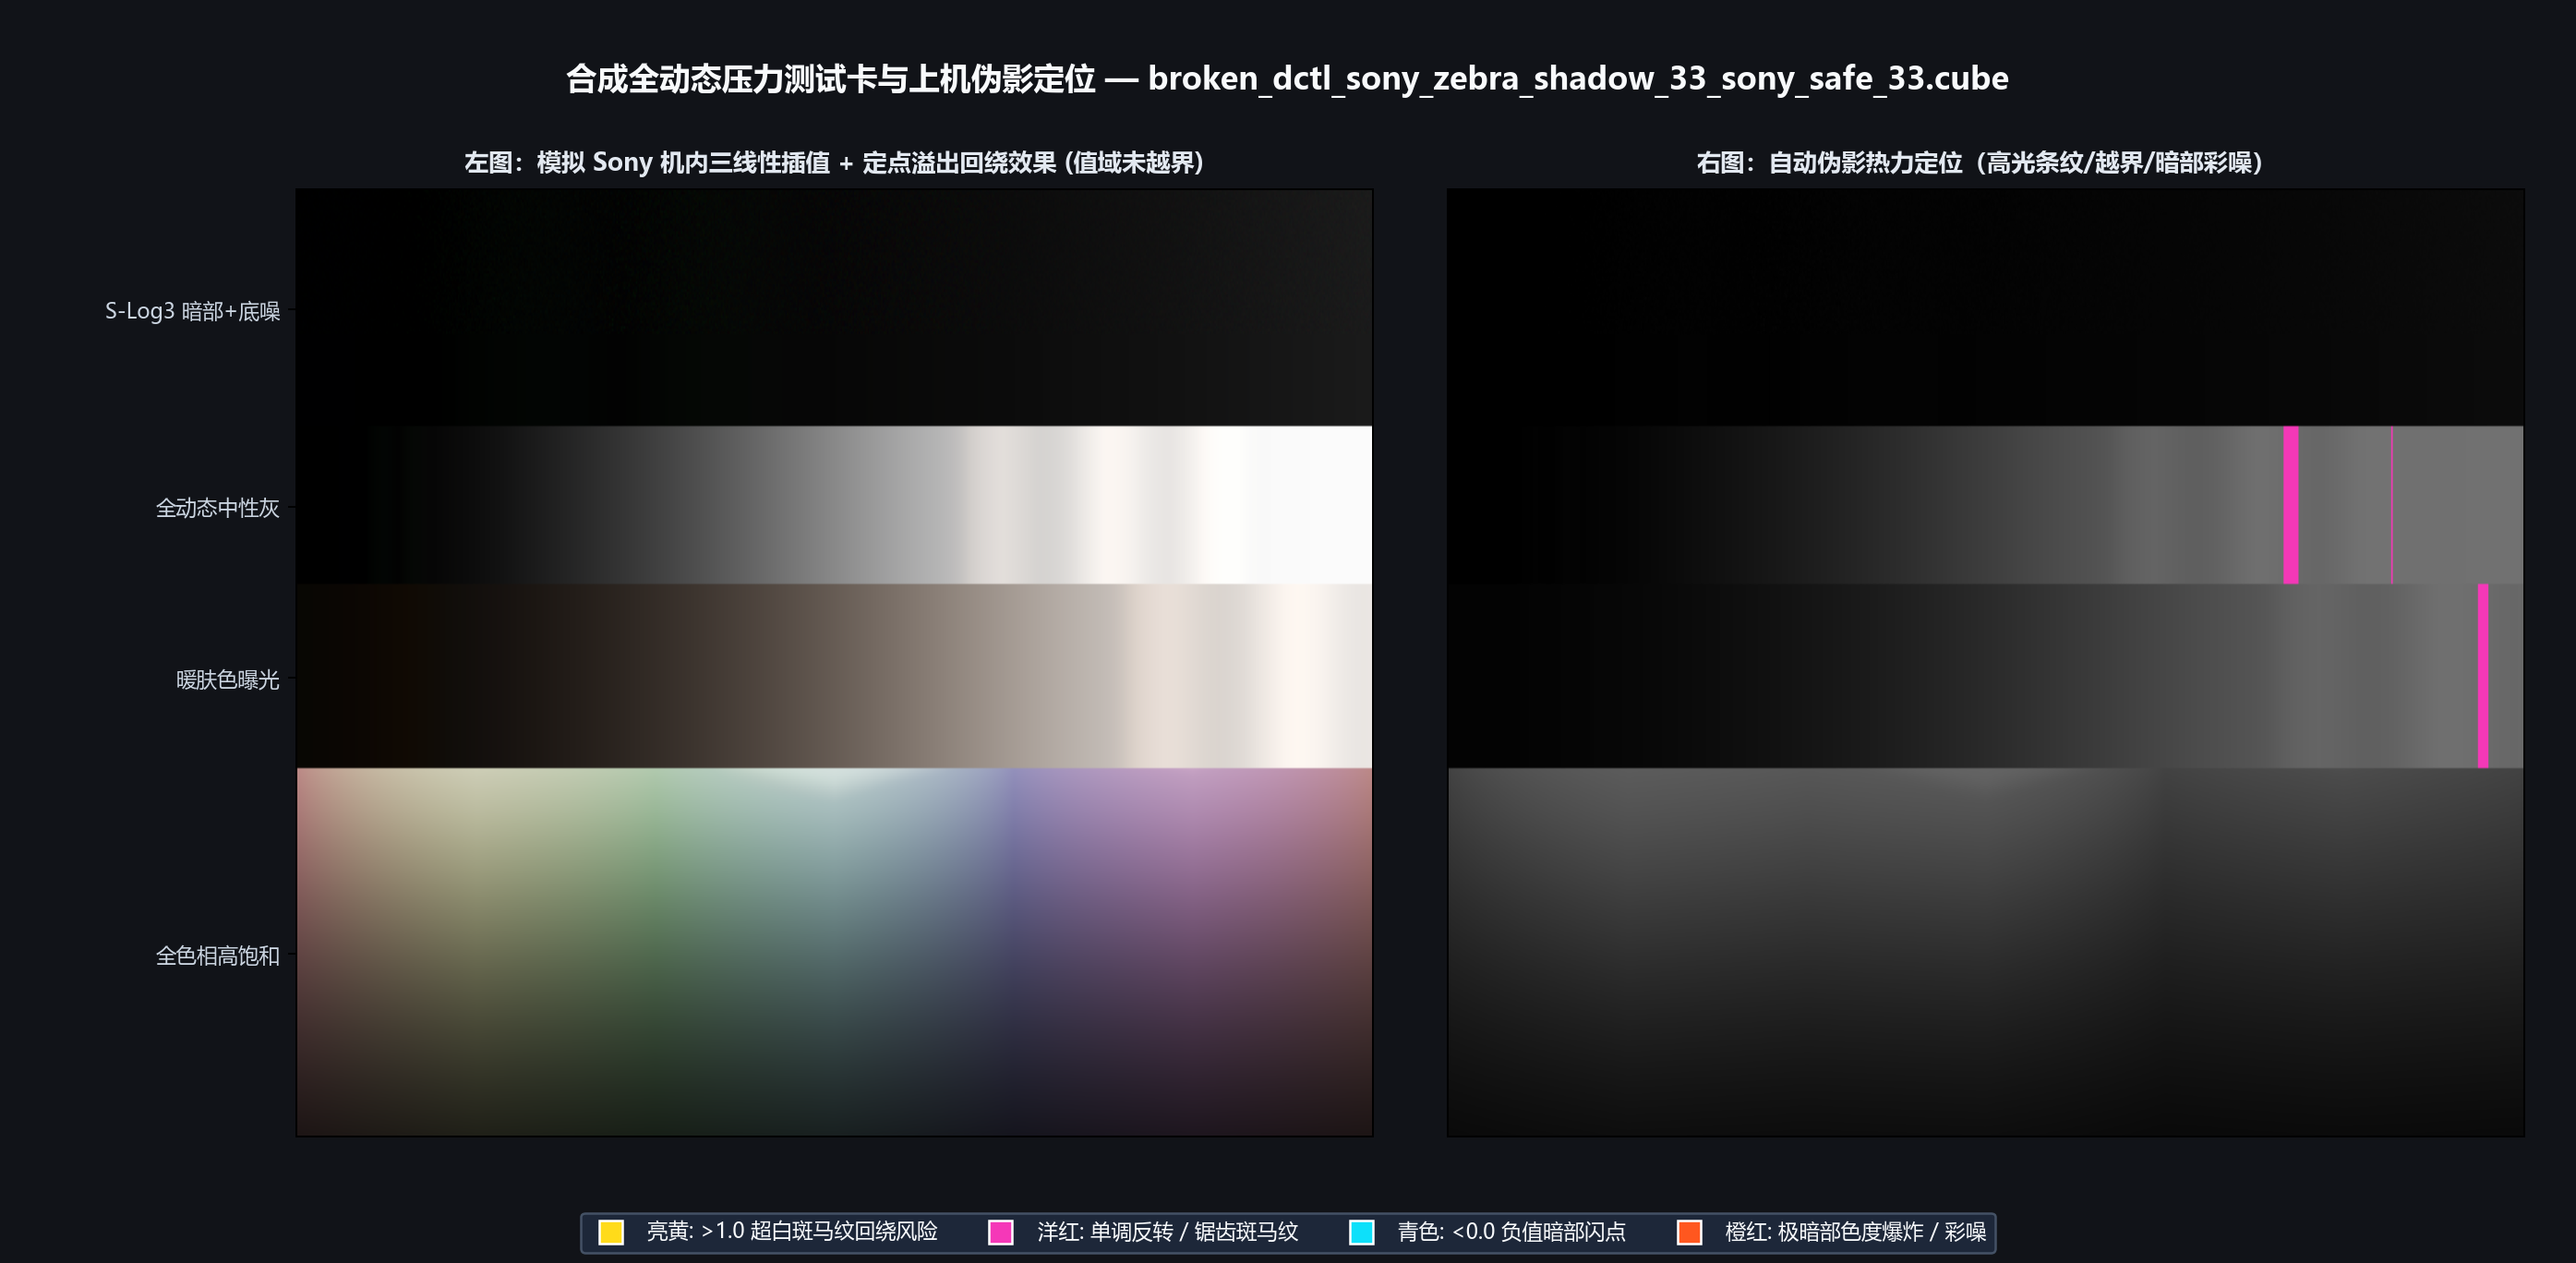 合成全动态压力测试卡与上机伪影定位 — broken_dctl_sony_zebra_shadow_33_sony_safe_33.cube
左图：模拟 Sony 机内三线性插值 + 定点溢出回绕效果 (值域未越界)
右图：自动伪影热力定位（高光条纹/越界/暗部彩噪）
S-Log3 暗部+底噪
全动态中性灰
暖肤色曝光
全色相高饱和
亮黄: >1.0 超白斑马纹回绕风险
洋红: 单调反转 / 锯齿斑马纹
青色: <0.0 负值暗部闪点
橙红: 极暗部色度爆炸 / 彩噪